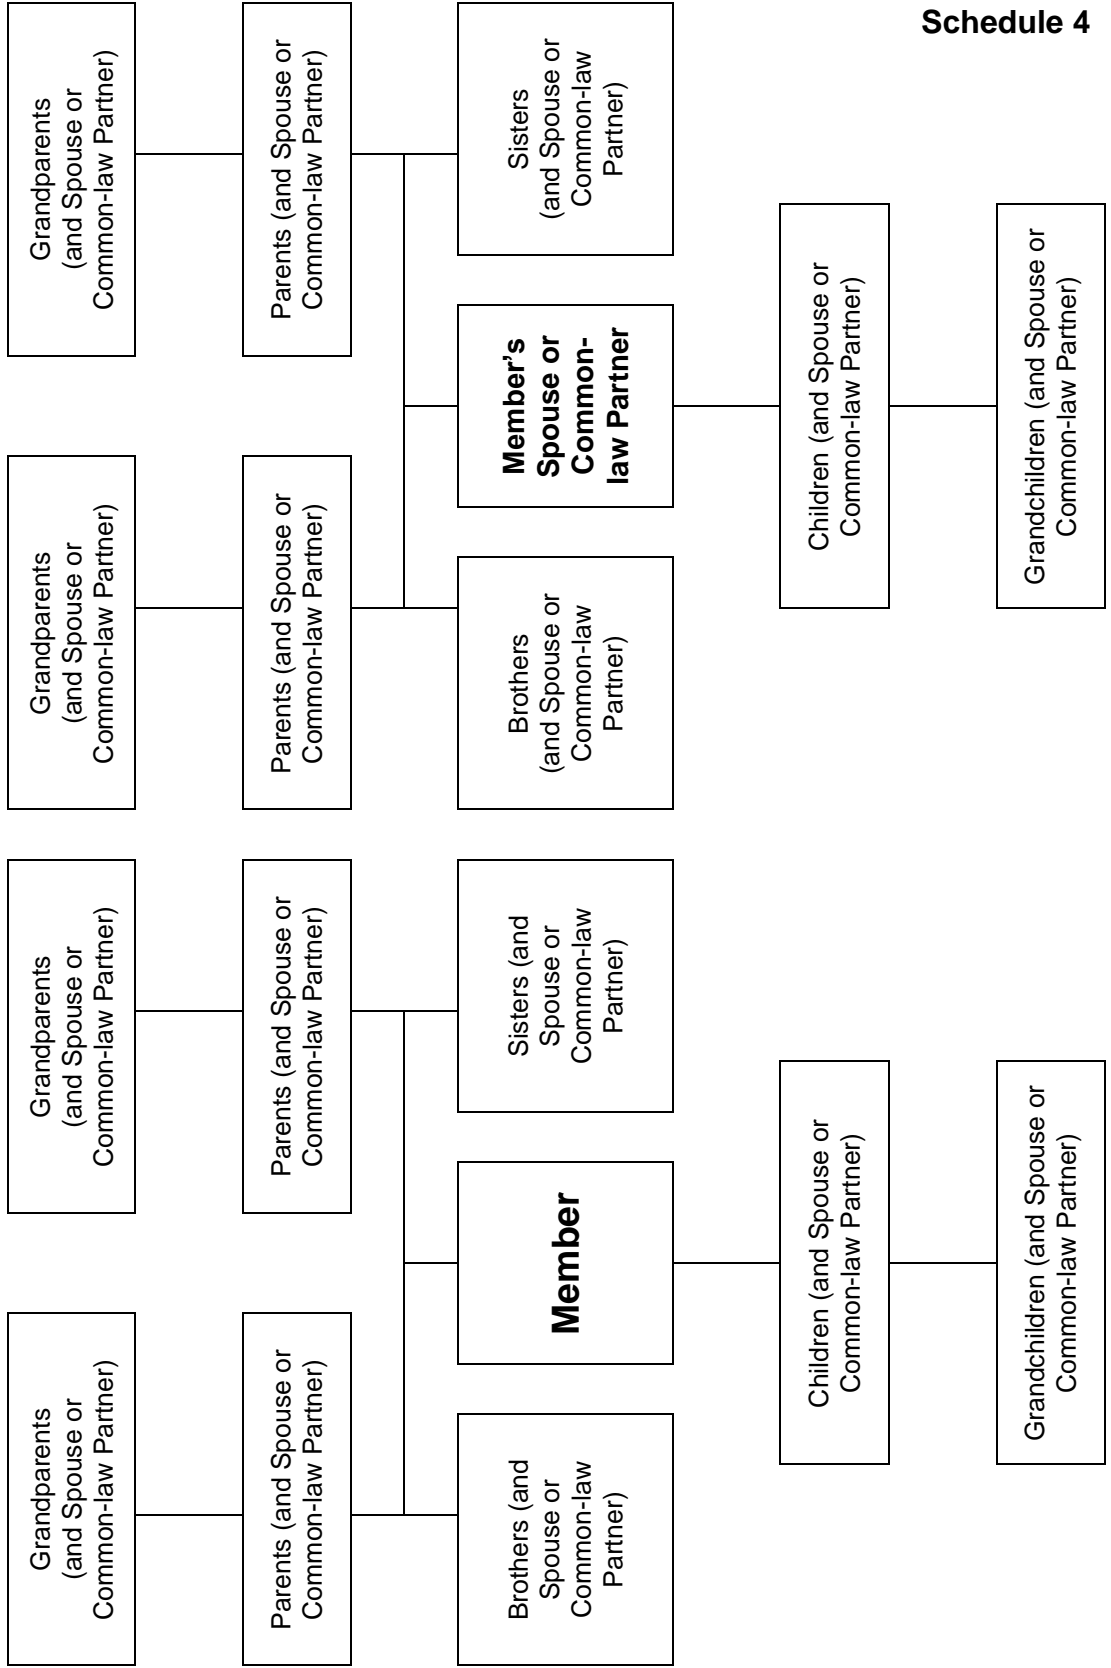 Schedule 4
Grandparents
(and Spouse or
Common-law Partner)
Grandparents
(and Spouse or
Common-law Partner)
Grandparents
(and Spouse or
Common-law Partner)
Grandparents
(and Spouse or
Common-law Partner)
Parents (and Spouse or
Common-law Partner)
Parents (and Spouse or
Common-law Partner)
Parents (and Spouse or
Common-law Partner)
Parents (and Spouse or
Common-law Partner)
Brothers (and
Spouse or
Common-law
Partner)
Member
Sisters (and
Spouse or
Common-law
Partner)
Brothers
(and Spouse or
Common-law
Partner)
Member's
Spouse or
Common-
law Partner
Sisters
(and Spouse or
Common-law
Partner)
Children (and Spouse or
Common-law Partner)
Children (and Spouse or
Common-law Partner)
Grandchildren (and Spouse or
Common-law Partner)
Grandchildren (and Spouse or
Common-law Partner)